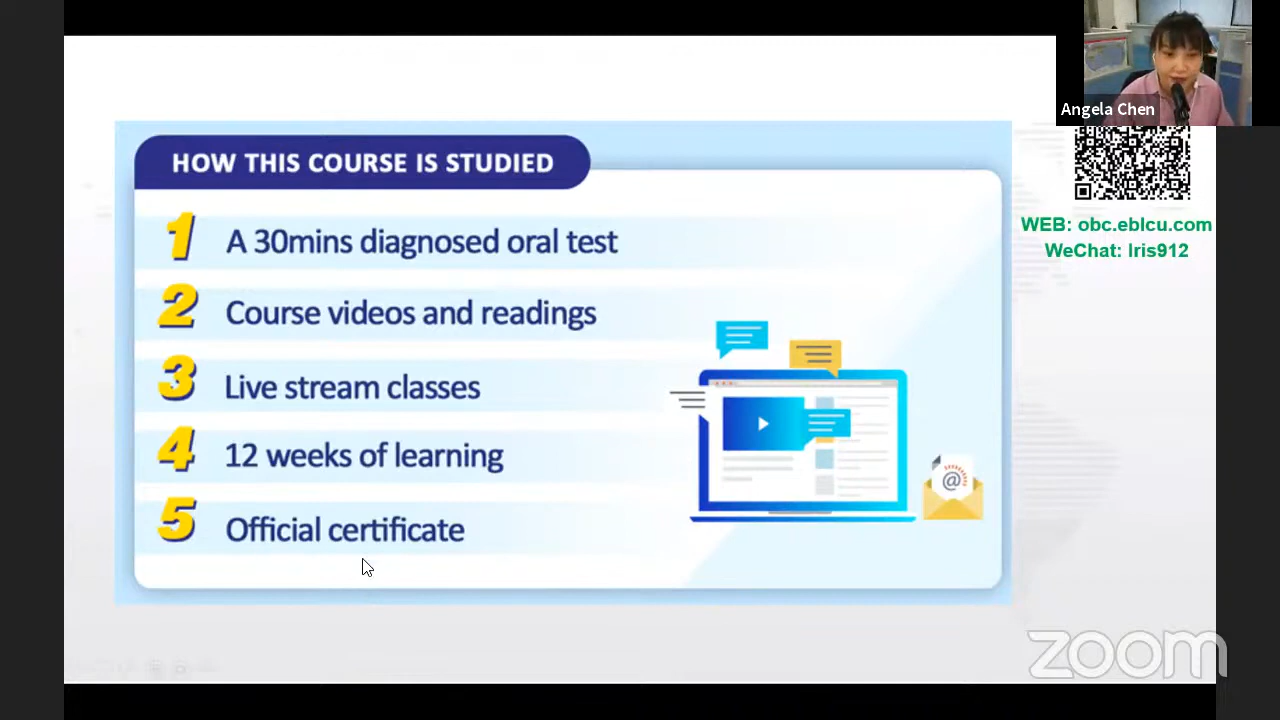 Angela Chen
HOW THIS COURSE IS STUDIED
1 A 30mins diagnosed oral test
2 Course videos and readings
3 Live stream classes
4 12 weeks of learning
5 Official certificate
@
WEB: obc.eblcu.com
WeChat: Iris912
zoom